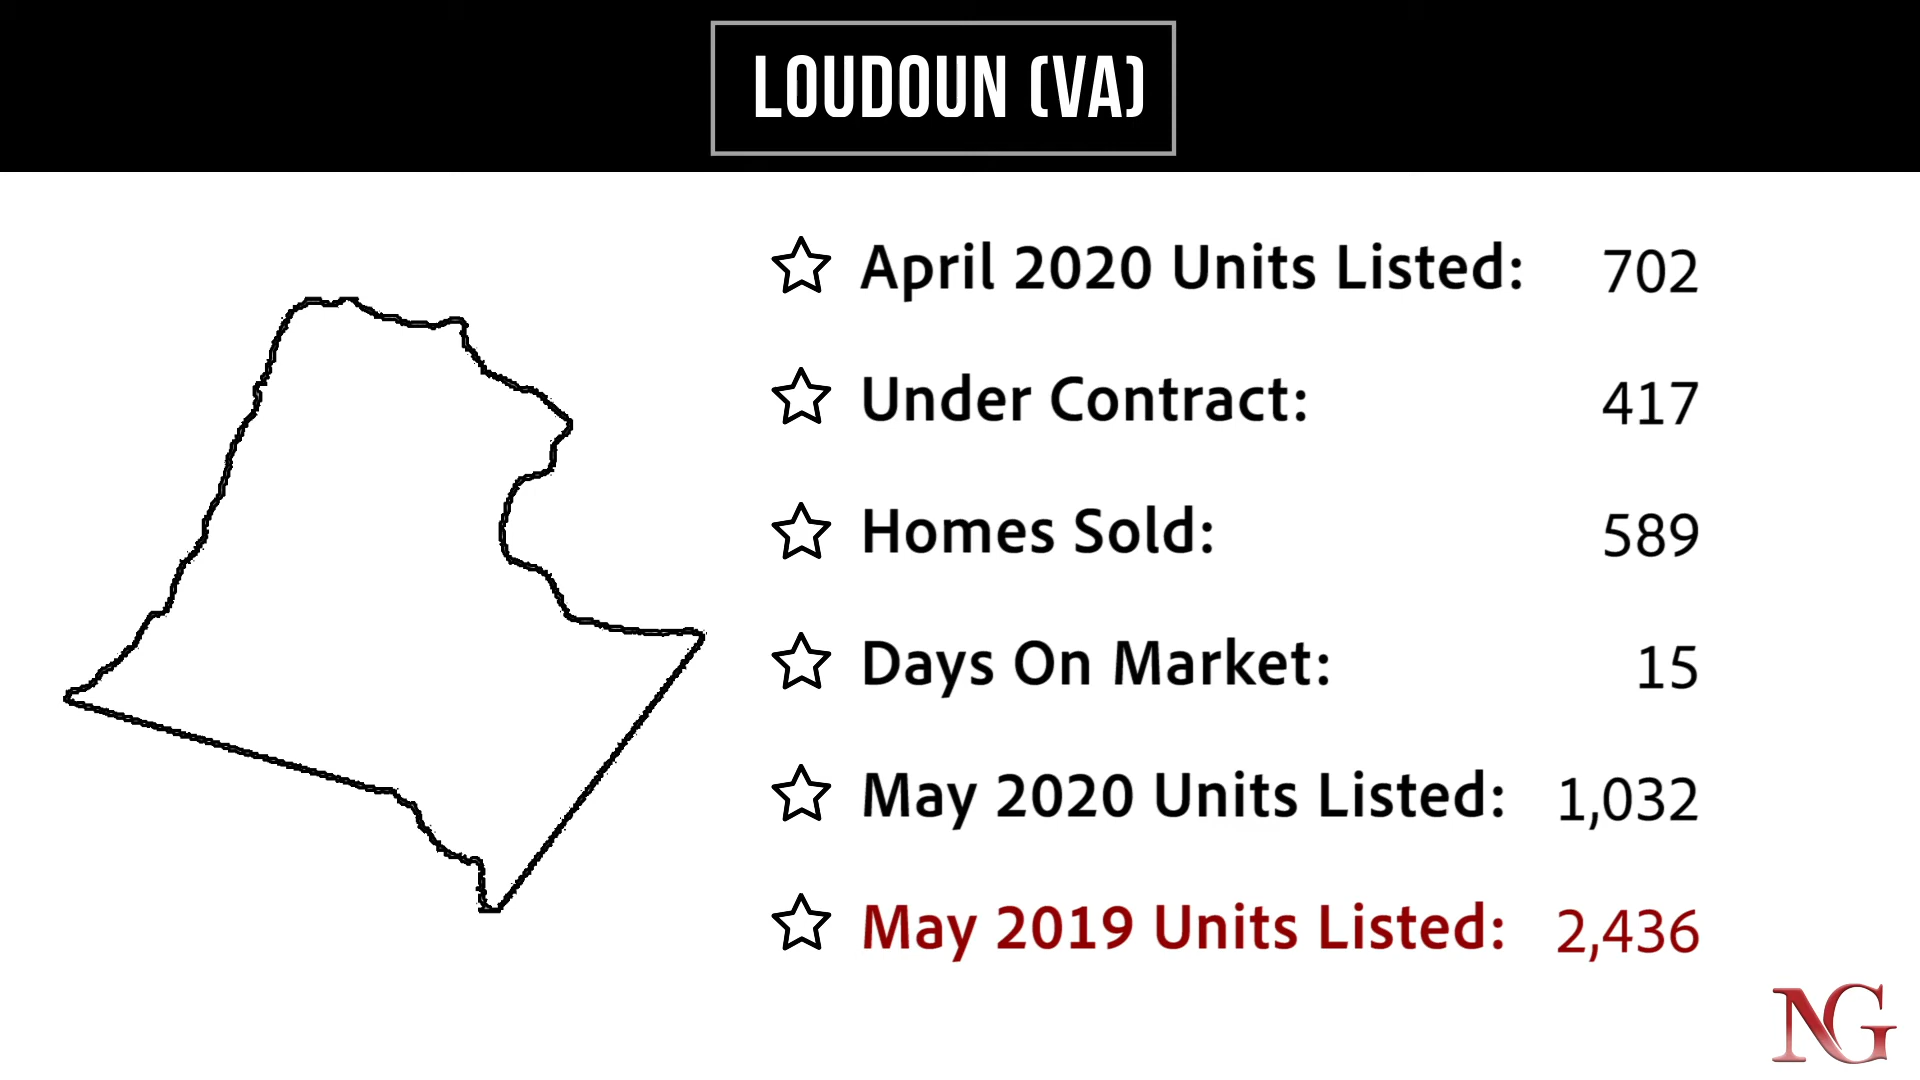 LOUDOUN (VA)
April 2020 Units Listed: 702
Under Contract: 417
Homes Sold: 589
Days On Market: 15
May 2020 Units Listed: 1,032
May 2019 Units Listed: 2,436
NG